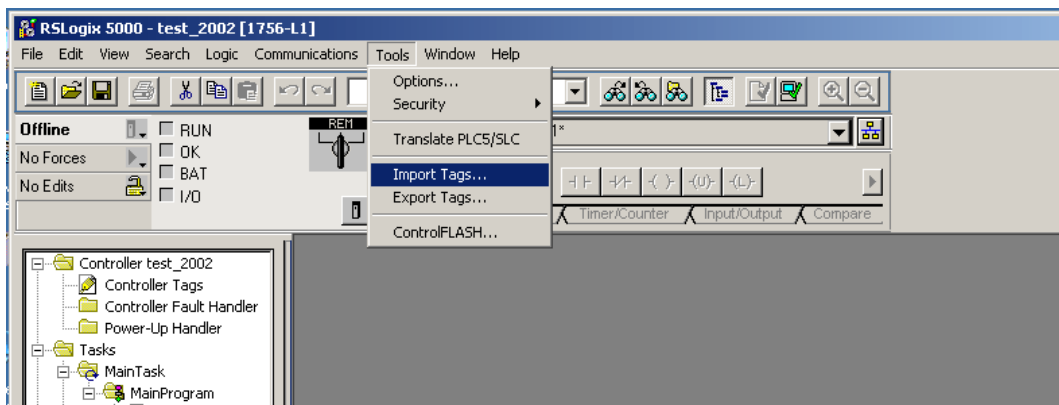 RSLogix 5000 - test_2002 [1756-L1]
File Edit View Search Logic Communications Tools Window Help
Options...
Security
Translate PLC5/SLC
Import Tags...
Export Tags...
ControlFLASH...
Offline
RUN
No Forces
OK
BAT
No Edits
I/O
REM
1*
-(U)-
-(L)-
Timer/Counter
Input/Output
Compare
Controller test_2002
Controller Tags
Controller Fault Handler
Power-Up Handler
Tasks
MainTask
MainProgram